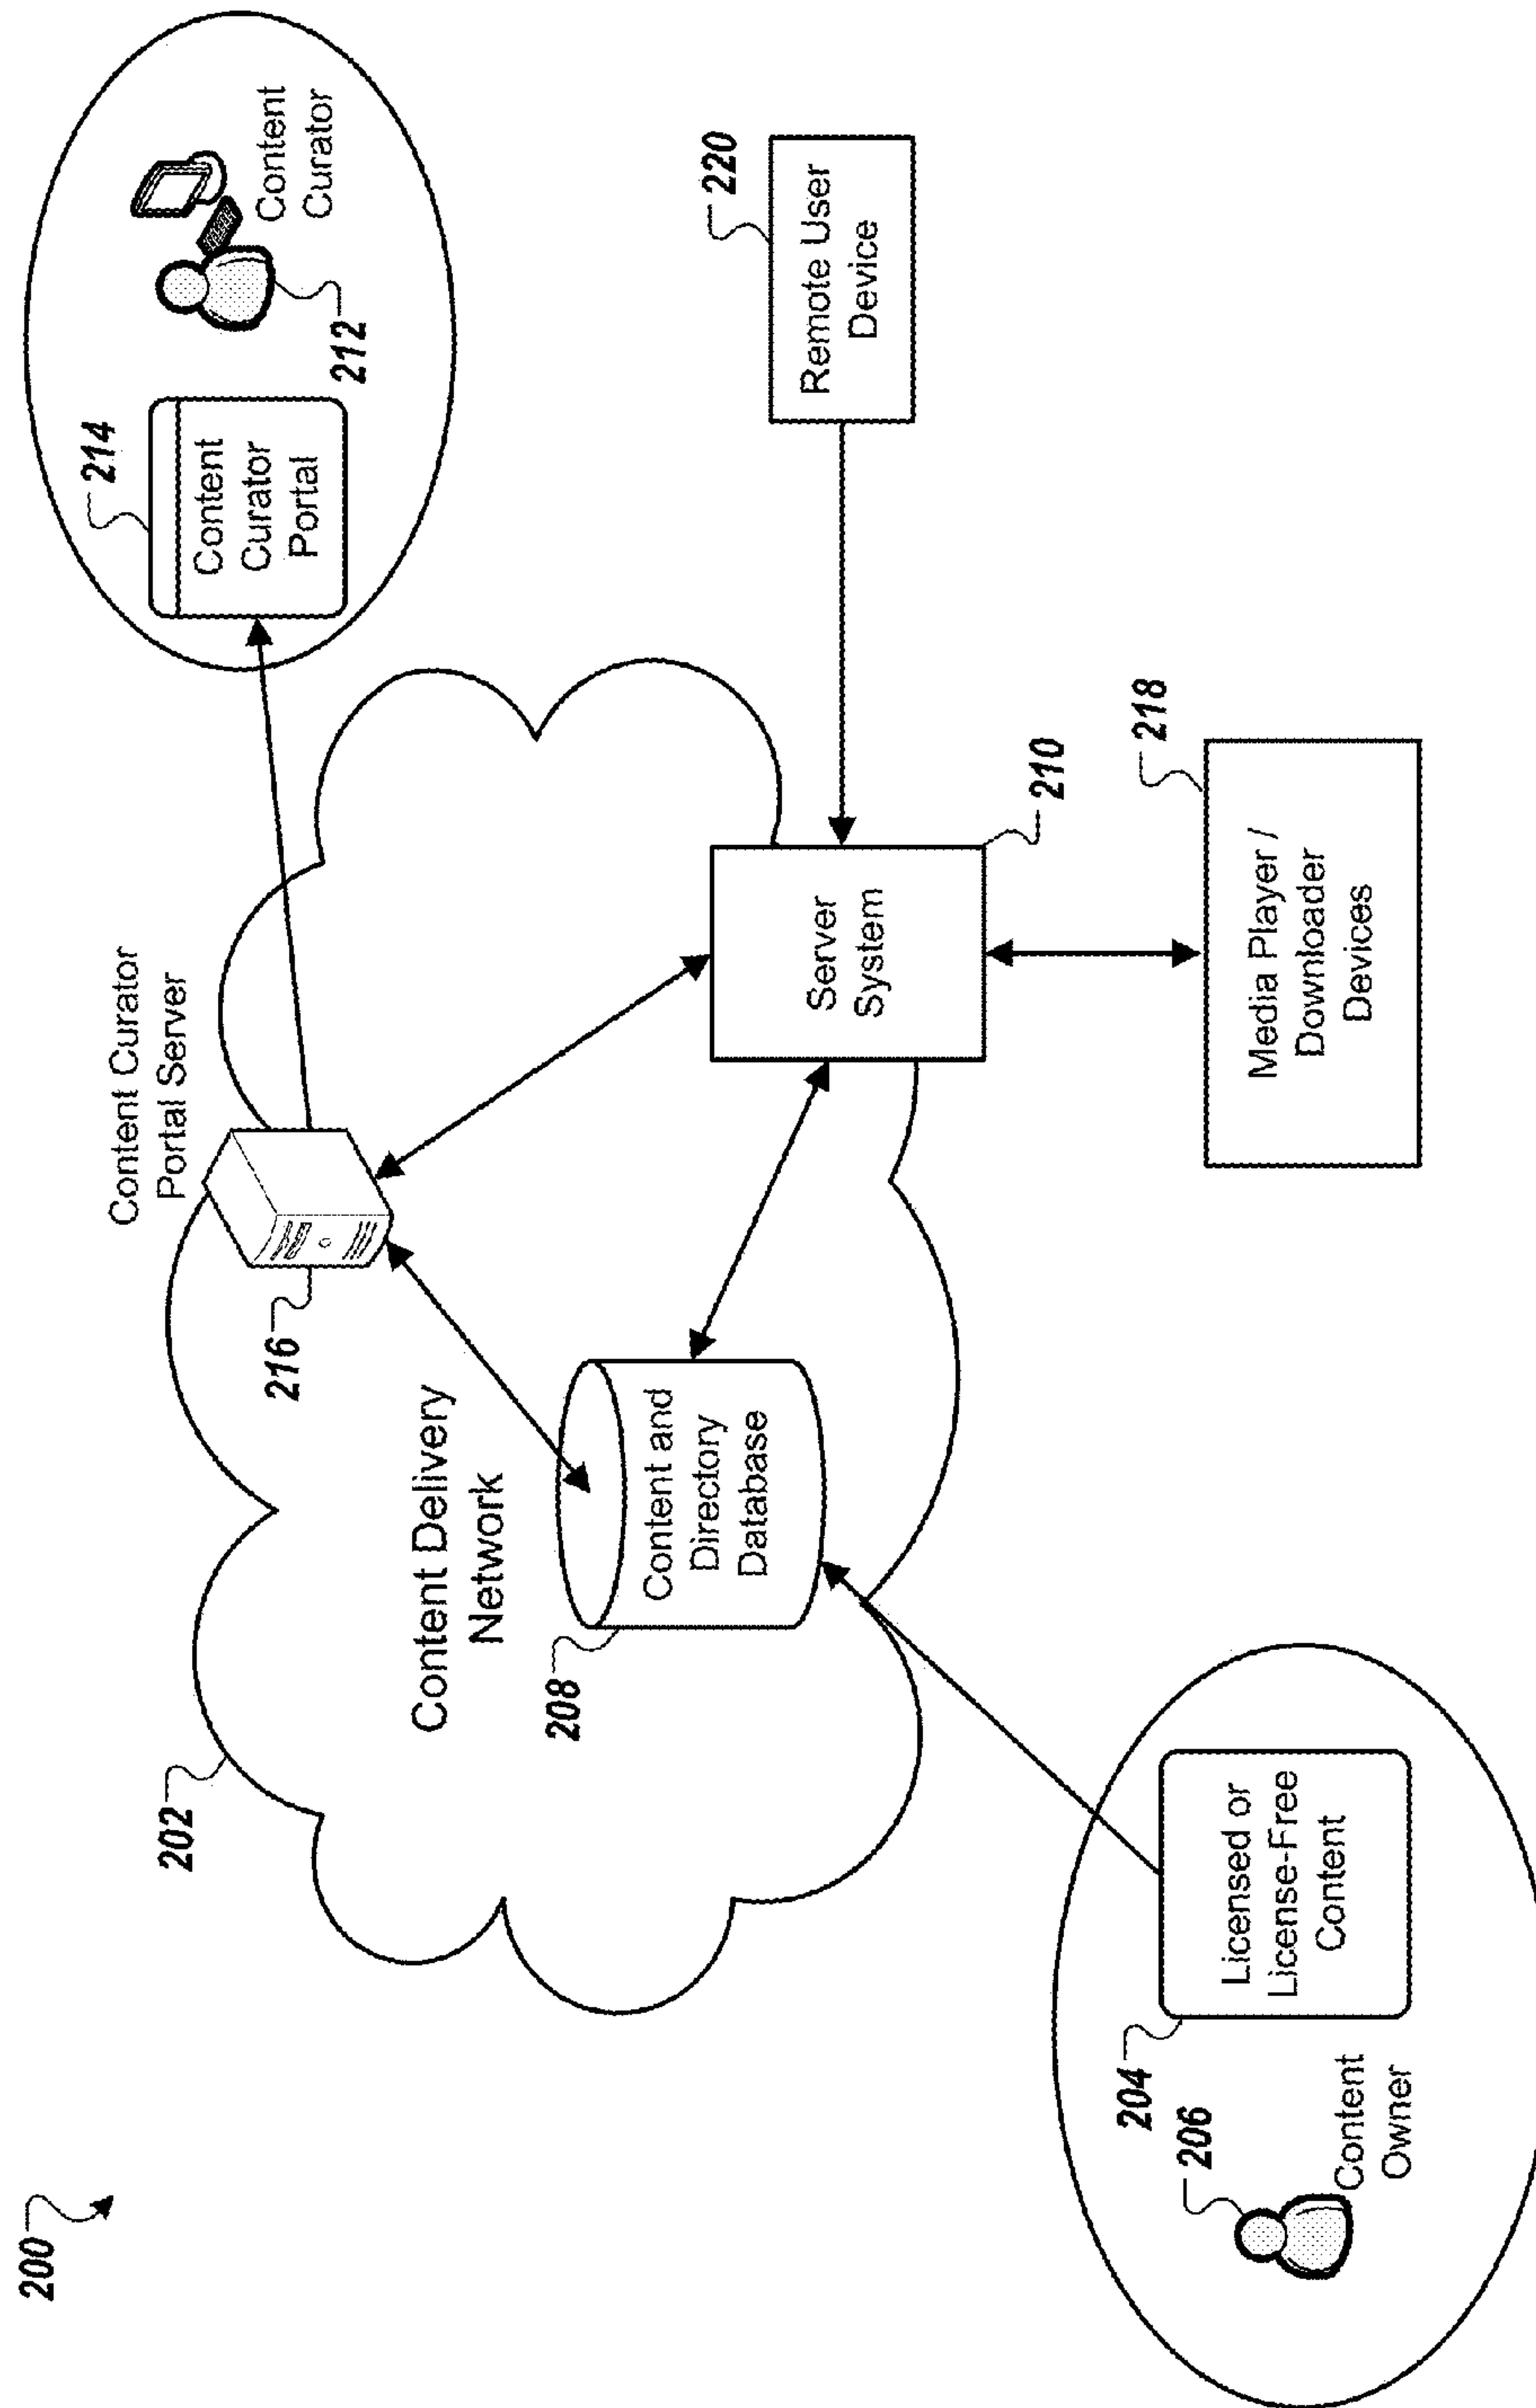 200
202
Content Delivery
Network
Content Curator
Portal Server
216
214
Content
Curator
Portal
212
Content
Curator
208
Content and
Directory
Database
Server
System
210
220
Remote User
Device
204
206
Content
Owner
Licensed or
License-Free
Content
218
Media Player /
Downloader
Devices